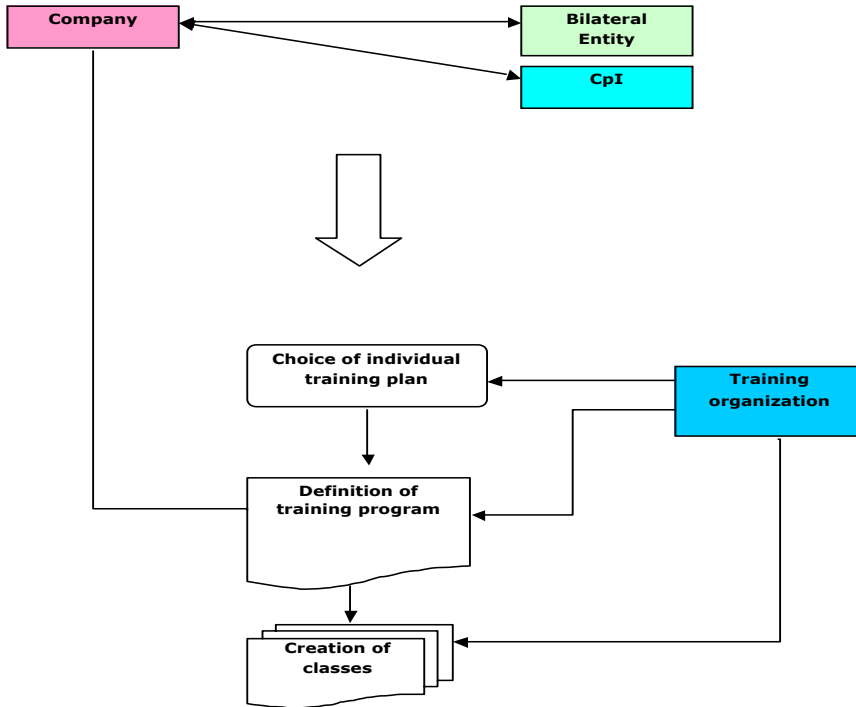 Company
Bilateral
Entity
CpI
Choice of individual
training plan
Training
organization
Definition of
training program
Creation of
classes